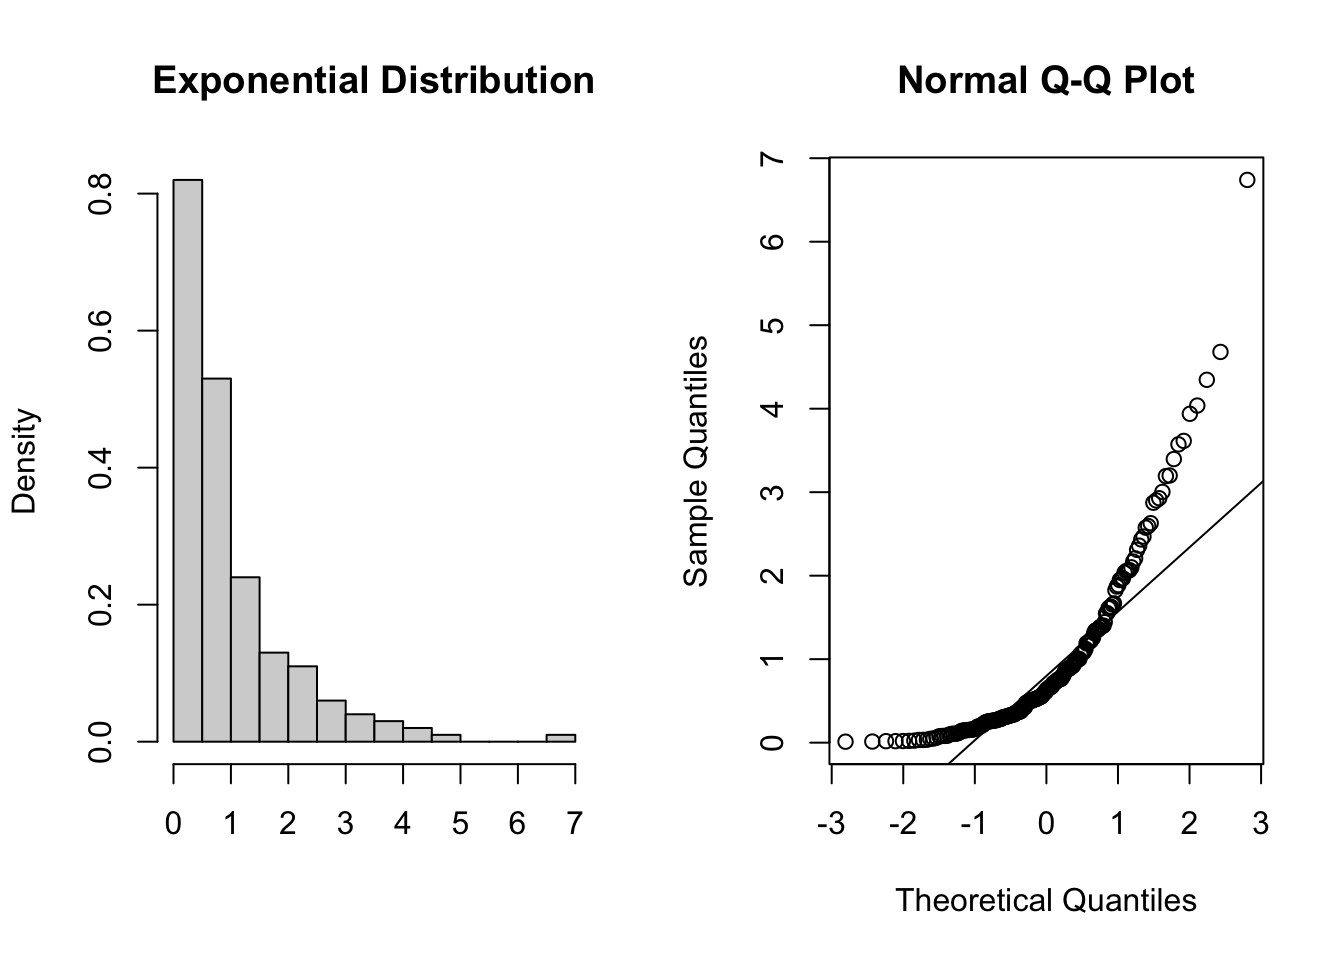 Exponential Distribution
Density
0.0
0.2
0.4
0.6
0.8
0 1 2 3 4 5 6 7
Normal Q-Q Plot
Sample Quantiles
0
1
2
3
4
5
6
7
-3 -2 -1 0 1 2 3
Theoretical Quantiles